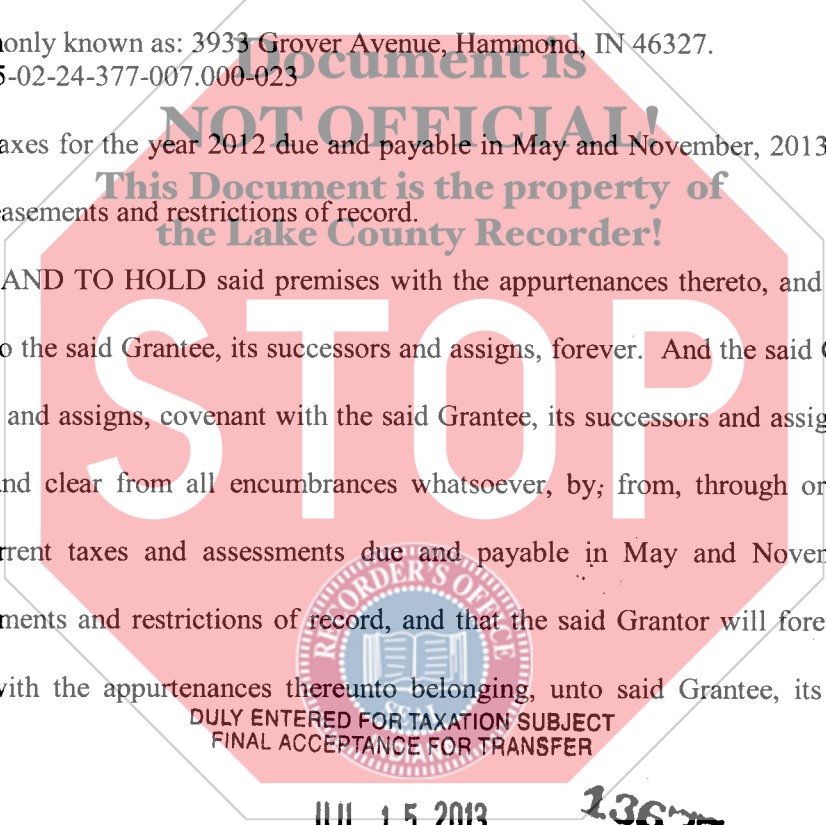 only known as: 3933 Grover Avenue, Hammond, IN 46327.
Document is
5-02-24-377-007.000-023
NOT OFFICIAL!
axes for the year 2012 due and payable in May and November, 2013
This Document is the property of
easements and restrictions of record.
the Lake County Recorder!
AND TO HOLD said premises with the appurtenances thereto, and
STOP
o the said Grantee, its successors and assigns, forever. And the said
and assigns, covenant with the said Grantee, its successors and assig
nd clear from all encumbrances whatsoever, by; from, through or
rrent taxes and assessments due and payable in May and Noven
RECORDER'S OFFICE
ments and restrictions of record, and that the said Grantor will fore
with the appurtenances thereunto belonging, unto said Grantee, its
SEAL
INDIANA
DULY ENTERED FOR TAXATION SUBJECT
FINAL ACCEPTANCE FOR TRANSFER
JUL 15 2013